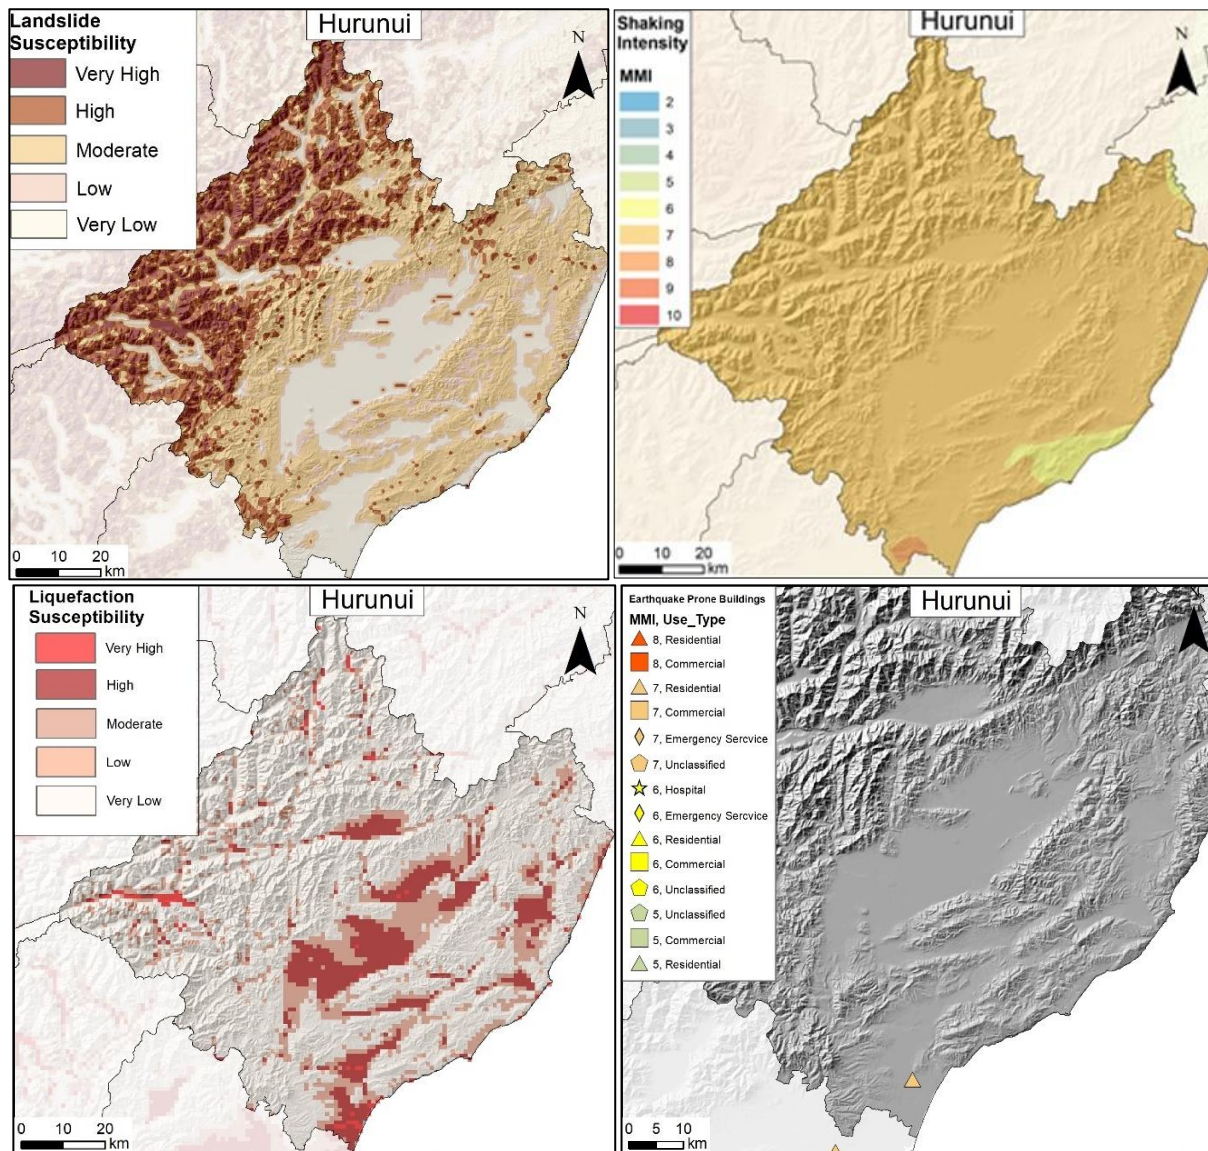 Landslide
Susceptibility
Very High
High
Moderate
Low
Very Low
Hurunui
N
0 10 20
km
Shaking
Intensity
MMI
2
3
4
5
6
7
8
9
10
Hurunui
N
0 10 20
km
Liquefaction
Susceptibility
Very High
High
Moderate
Low
Very Low
Hurunui
N
0 10 20
km
Earthquake Prone Buildings
MMI, Use_Type
8, Residential
8, Commercial
7, Residential
7, Commercial
7, Emergency Sercvice
7, Unclassified
6, Hospital
6, Emergency Sercvice
6, Residential
6, Commercial
6, Unclassified
5, Unclassified
5, Commercial
5, Residential
Hurunui
N
0 5 10
km